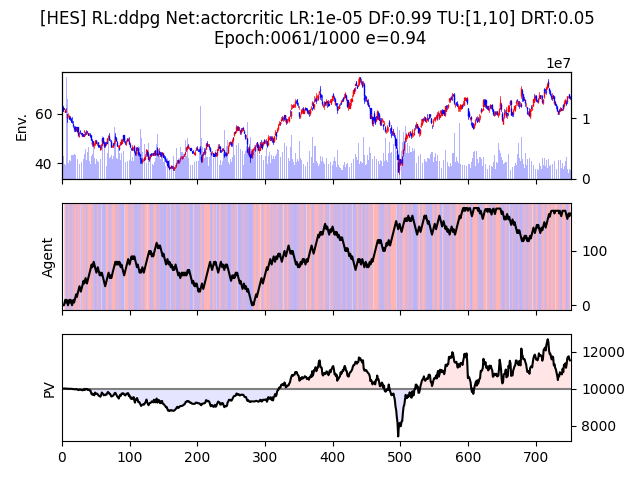 [HES] RL:ddpg Net:actorcritic LR:1e-05 DF:0.99 TU:[1,10] DRT:0.05
Epoch:0061/1000 e=0.94
1e7
Env.
60
40
1
0
Agent
100
0
PV
12000
10000
8000
0 100 200 300 400 500 600 700